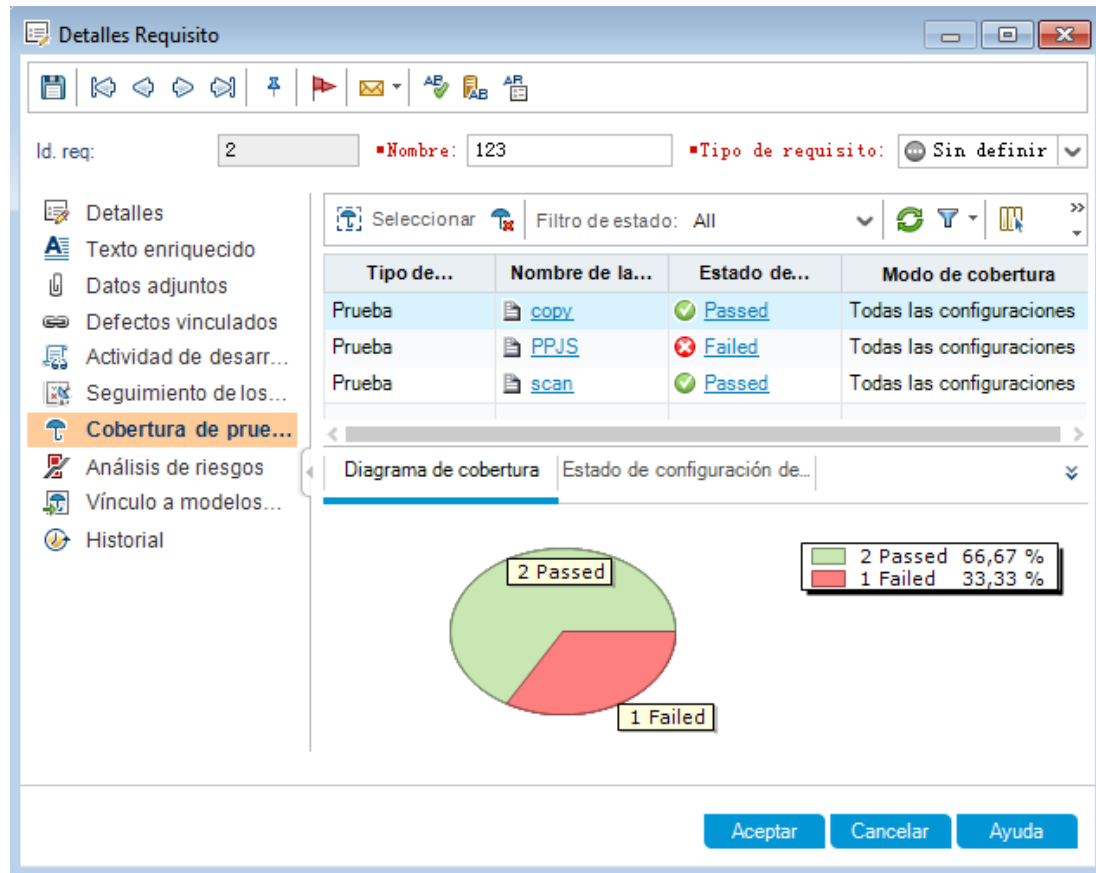 Detalles Requisito
Id. req: 2 Nombre: 123 Tipo de requisito: Sin definir
Detalles
Texto enriquecido
Datos adjuntos
Defectos vinculados
Actividad de desarr...
Seguimiento de los...
Cobertura de prue...
Análisis de riesgos
Vínculo a modelos...
Historial
Seleccionar Filtro de estado: All
Tipo de... Nombre de la... Estado de... Modo de cobertura
Prueba copy Passed Todas las configuraciones
Prueba PPJS Failed Todas las configuraciones
Prueba scan Passed Todas las configuraciones
Diagrama de cobertura Estado de configuración de...
2 Passed
1 Failed
2 Passed 66,67 %
1 Failed 33,33 %
Aceptar Cancelar Ayuda